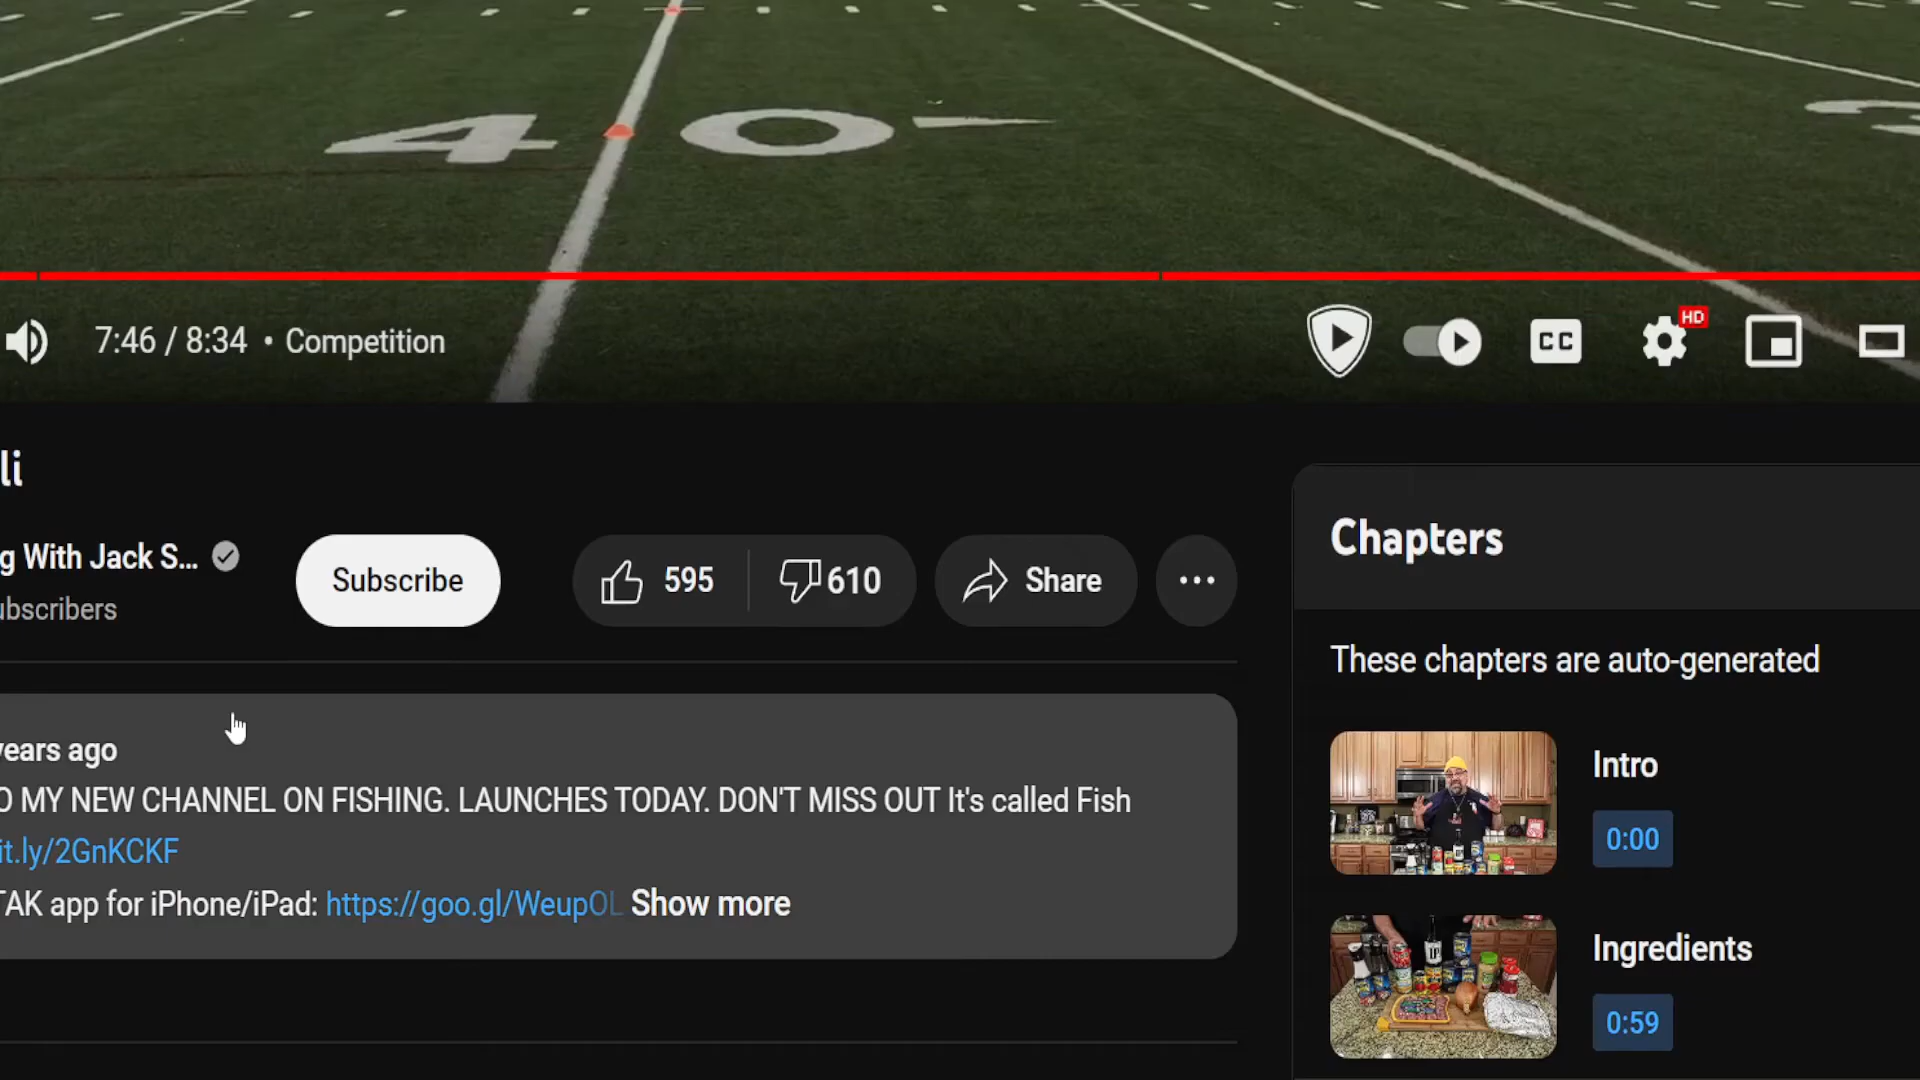 40
HD
CC
7:46 / 8:34 • Competition
li
g With Jack S...
ubscribers
Subscribe
595
610
Share
Chapters
These chapters are auto-generated
Intro
0:00
Ingredients
0:59
years ago
O MY NEW CHANNEL ON FISHING. LAUNCHES TODAY. DON'T MISS OUT It's called Fish
it.ly/2GnKCKF
TAK app for iPhone/iPad: https://goo.gl/WeupOL Show more